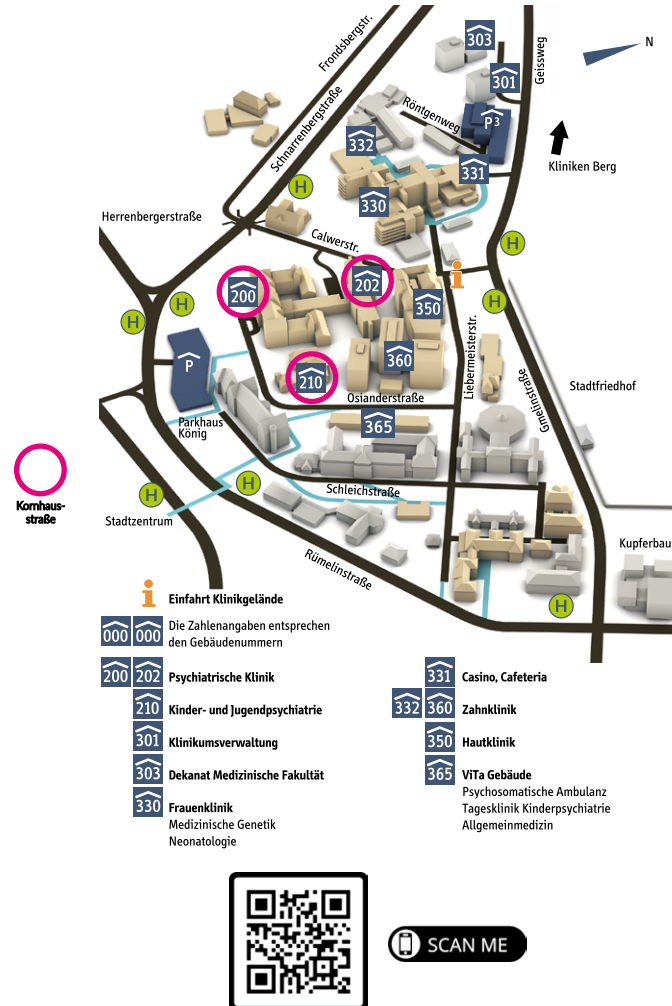 Frondsbergstr.
303
Geissweg
N
301
Schnarrenbergstraße
Röntgenweg
P3
332
Kliniken Berg
331
H
330
Herrenbergerstraße
Calwerstr.
H
i
200
202
350
H
H
H
Liebermeisterstr.
360
P
210
Osianderstraße
Gmelinstraße
Stadtfriedhof
Parkhaus
König
365
H
Schleichstraße
H
Kornhaus-
straße
Stadtzentrum
Rümelinstraße
Kupferbau
H
i Einfahrt Klinikgelände
000 000 Die Zahlenangaben entsprechen
den Gebäudenummern
200 202 Psychiatrische Klinik
210 Kinder- und Jugendpsychiatrie
301 Klinikumsverwaltung
303 Dekanat Medizinische Fakultät
330 Frauenklinik
Medizinische Genetik
Neonatologie
331 Casino, Cafeteria
332 360 Zahnklinik
350 Hautklinik
365 ViTa Gebäude
Psychosomatische Ambulanz
Tagesklinik Kinderpsychiatrie
Allgemeinmedizin
SCAN ME